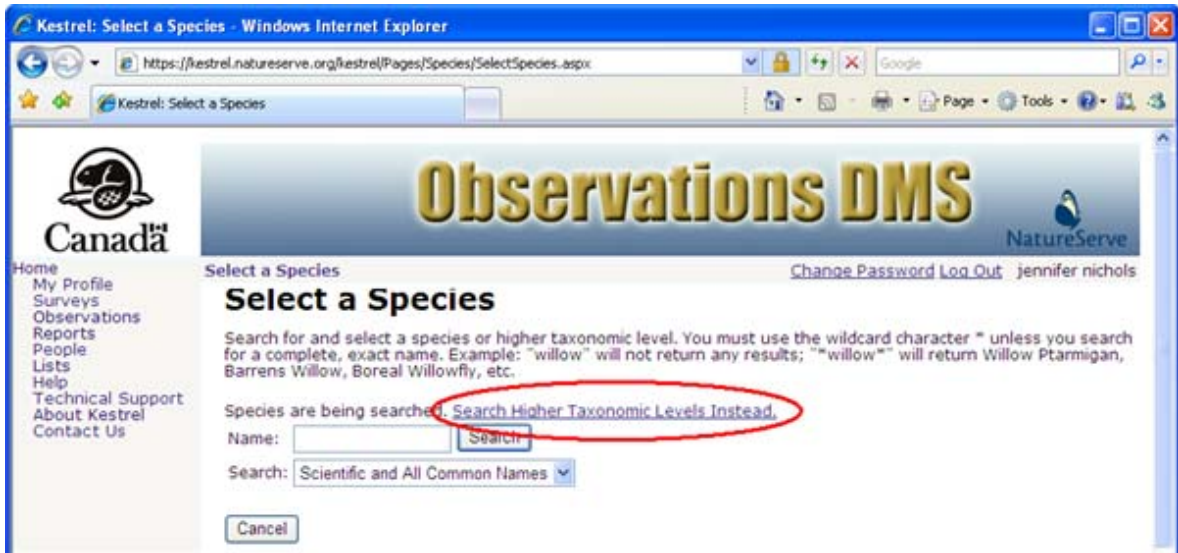 Kestrel: Select a Species - Windows Internet Explorer
https://kestrel.natureserve.org/kestrel/Pages/Species/SelectSpecies.aspx
Google
Kestrel: Select a Species
Page
Tools
Canada
Observations DMS
NatureServe
Home
My Profile
Surveys
Observations
Reports
People
Lists
Help
Technical Support
About Kestrel
Contact Us
Select a Species
Change Password Log Out jennifer nichols
Select a Species
Search for and select a species or higher taxonomic level. You must use the wildcard character * unless you search
for a complete, exact name. Example: "willow" will not return any results; "*willow*" will return Willow Ptarmigan,
Barrens Willow, Boreal Willowfly, etc.
Species are being searched. Search Higher Taxonomic Levels Instead.
Name:
Search
Search: Scientific and All Common Names
Cancel